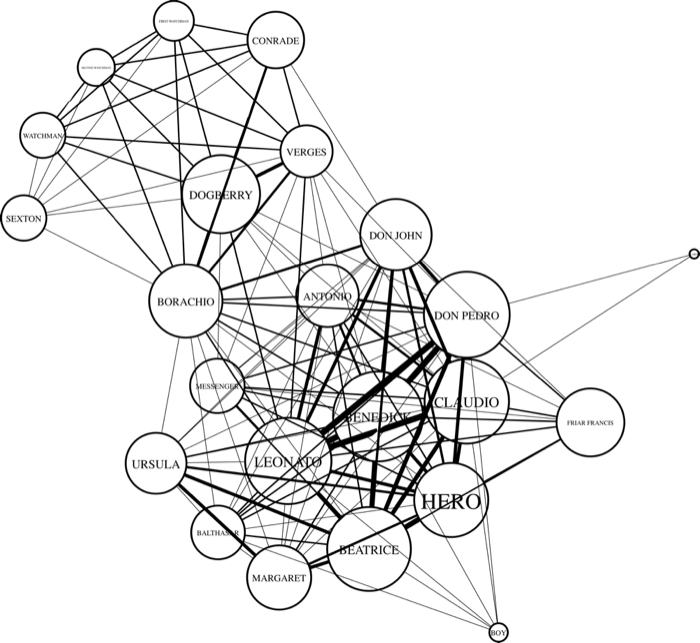 FIRST WATCHMAN
CONRADE
SECOND WATCHMAN
WATCHMAN
VERGES
DOGBERRY
SEXTON
DON JOHN
BORACHIO
ANTONIO
DON PEDRO
MESSENGER
BENEDICK
CLAUDIO
FRIAR FRANCIS
URSULA
LEONATO
HERO
BALTHASAR
BEATRICE
MARGARET
BOY